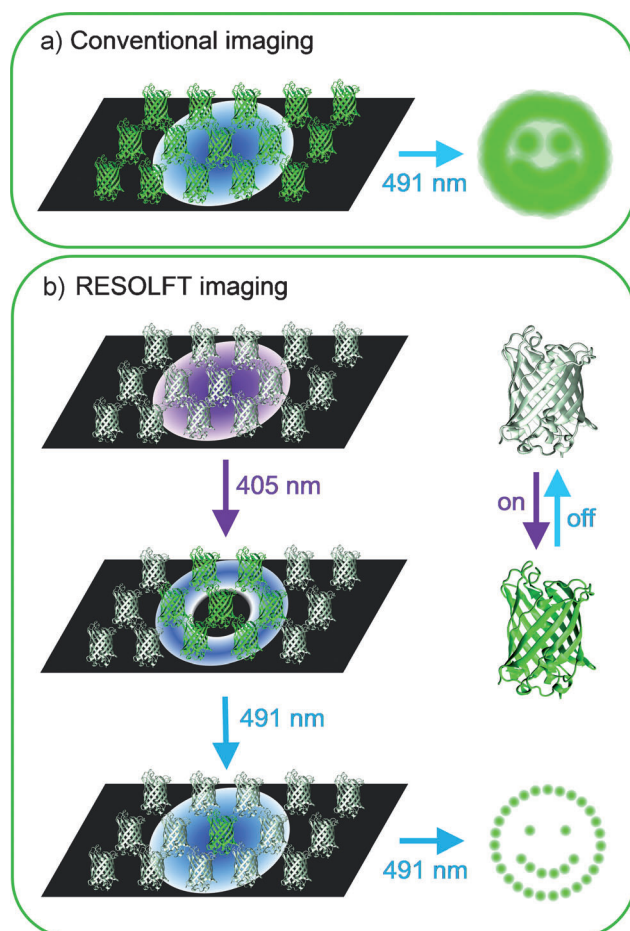 a) Conventional imaging
491 nm
b) RESOLFT imaging
405 nm
on
off
491 nm
491 nm